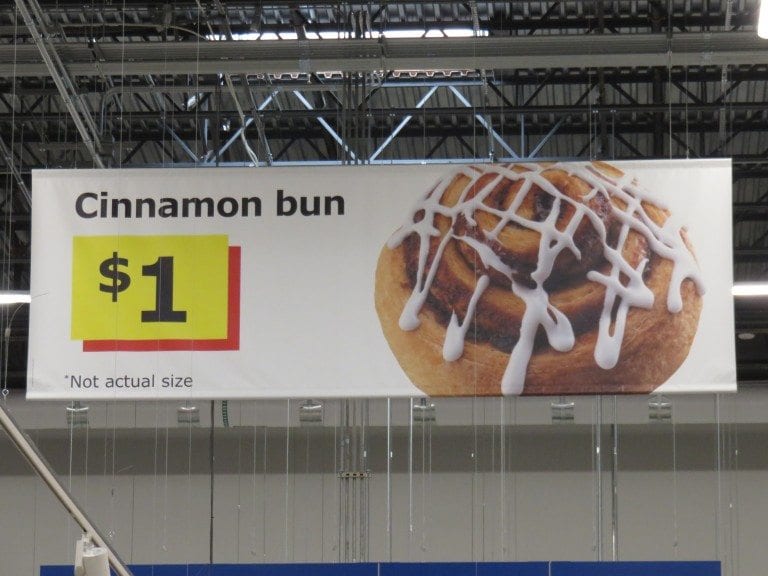 Cinnamon bun
$1
*Not actual size